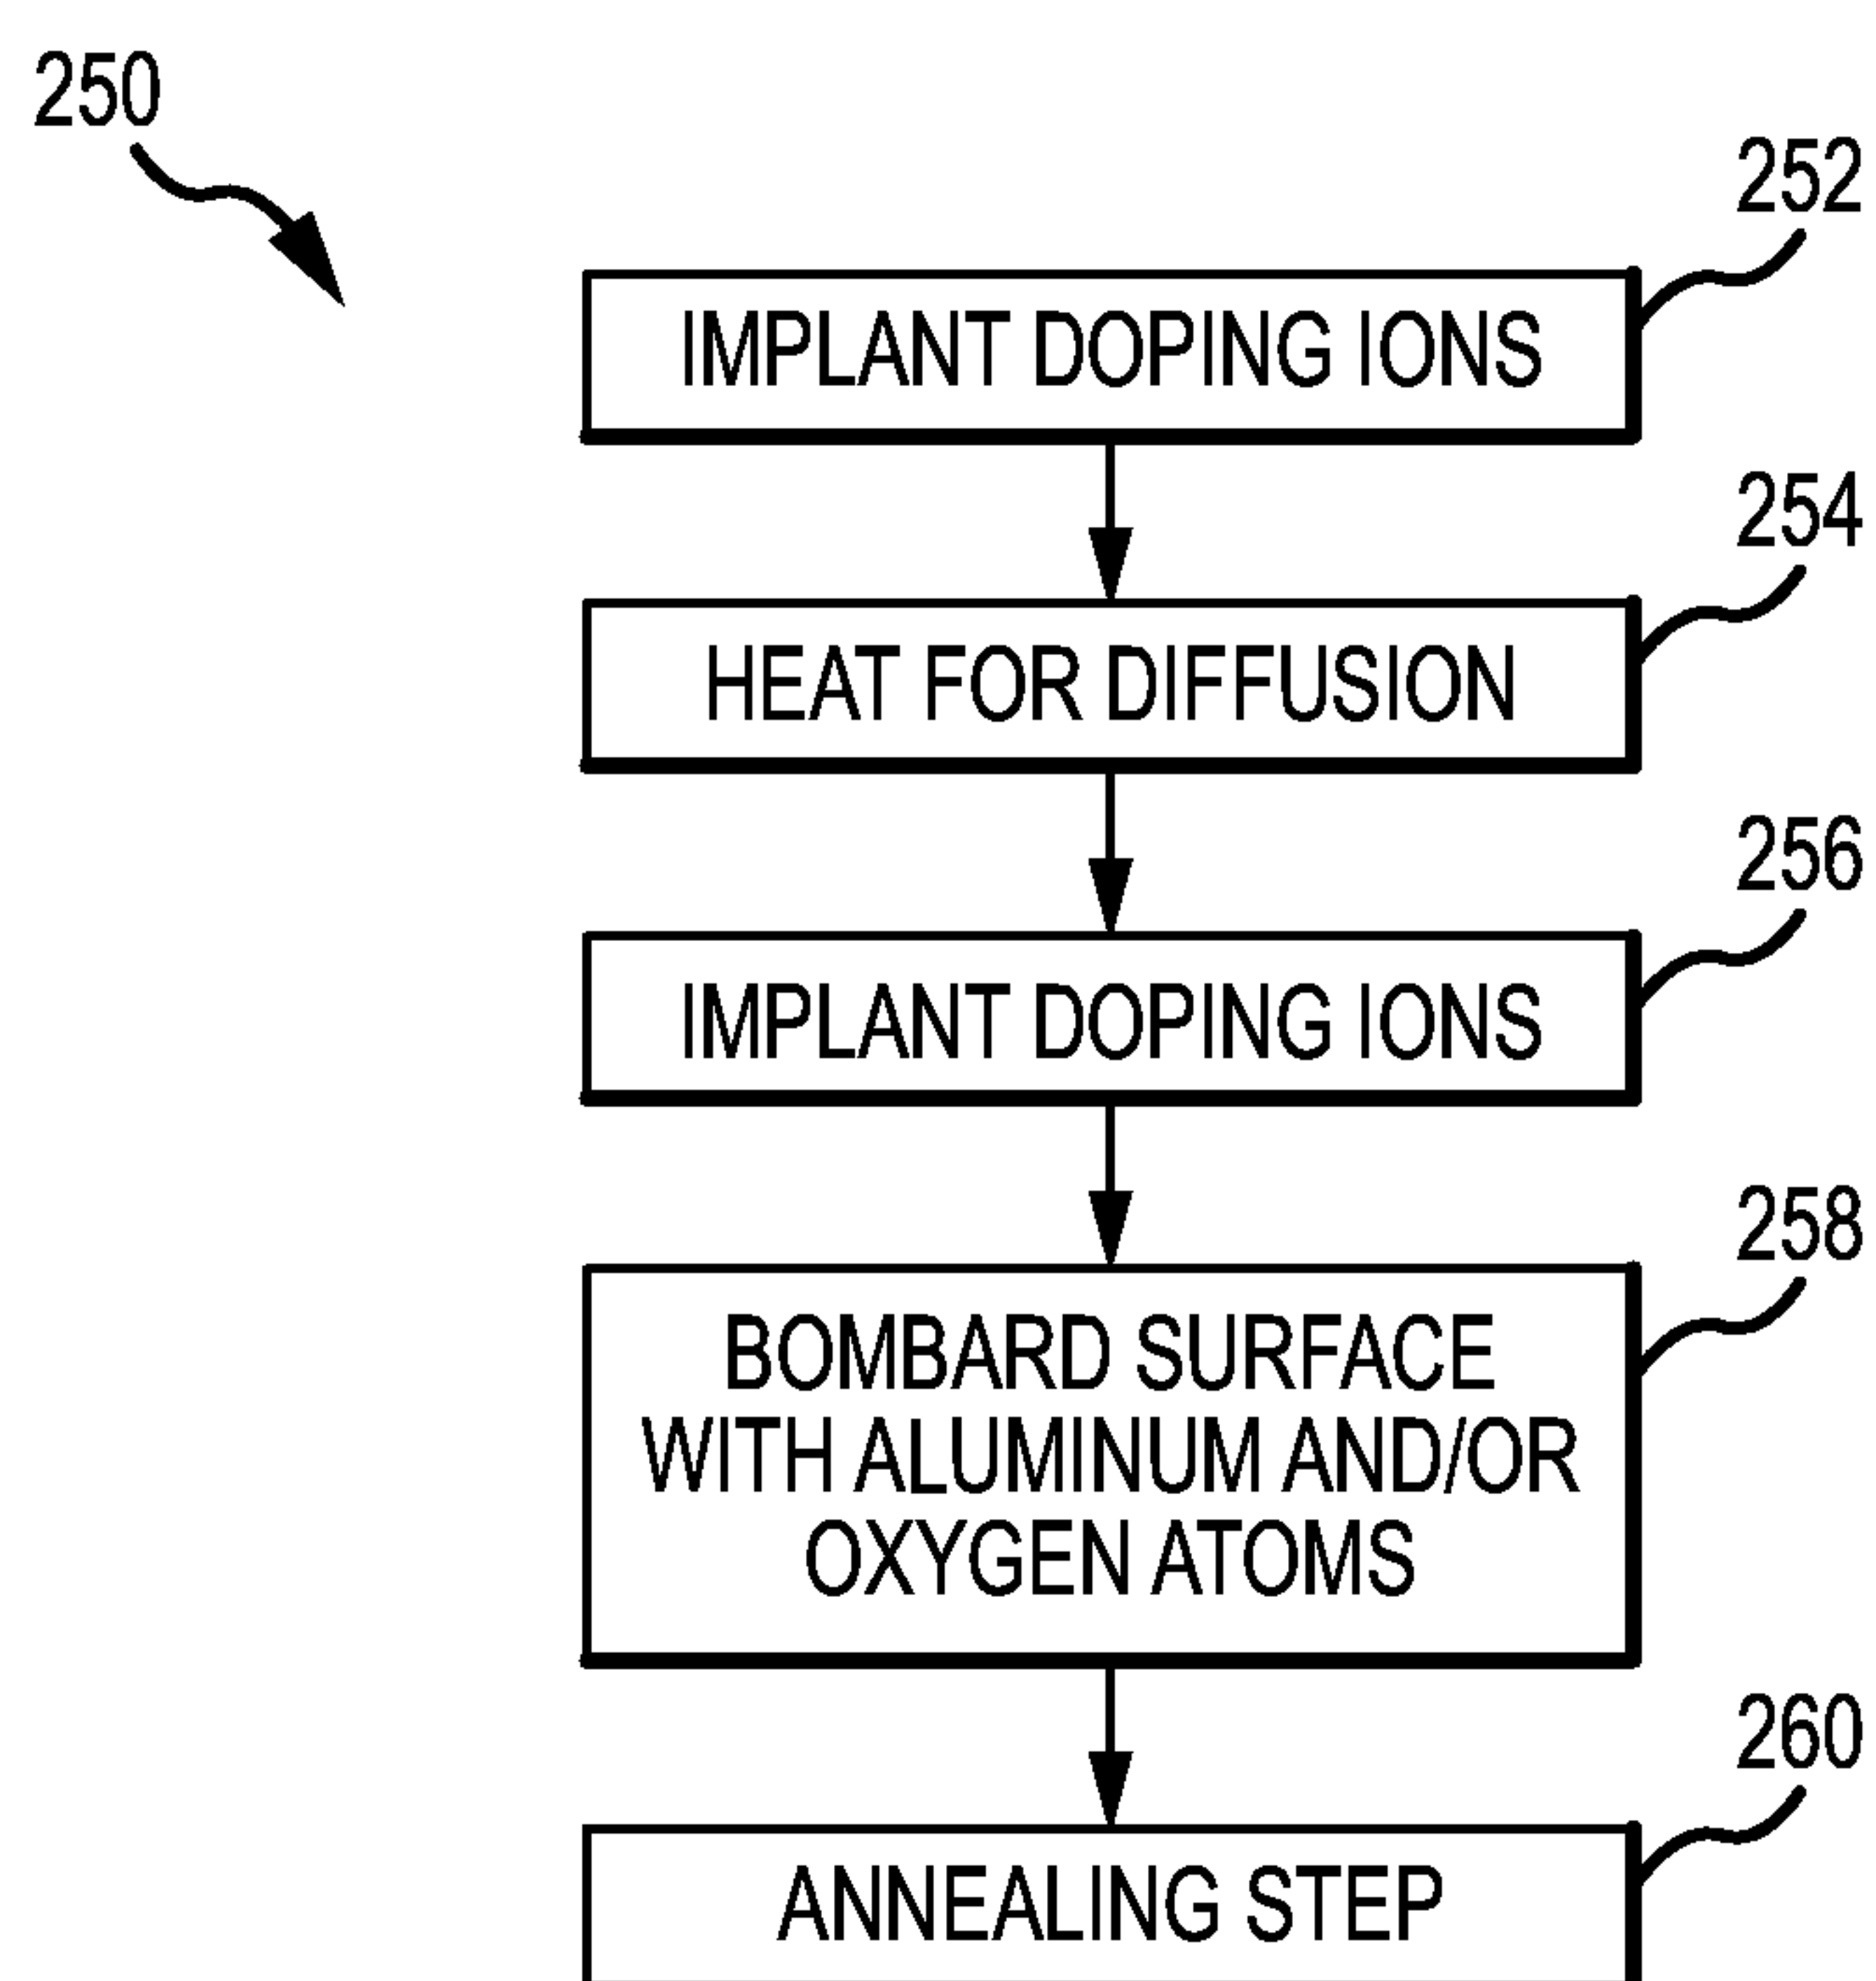 250
252
IMPLANT DOPING IONS
254
HEAT FOR DIFFUSION
256
IMPLANT DOPING IONS
258
BOMBARD SURFACE
WITH ALUMINUM AND/OR
OXYGEN ATOMS
260
ANNEALING STEP